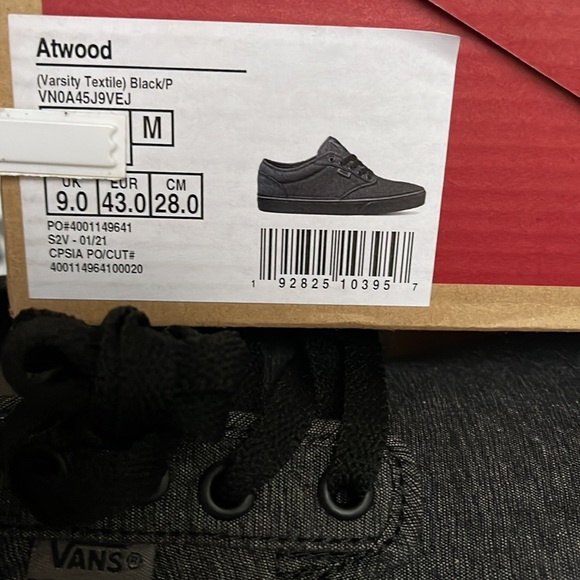 Atwood
(Varsity Textile) Black/P
VN0A45J9VEJ
M
UK EUR CM
9.0 43.0 28.0
PO#4001149641
S2V - 01/21
CPSIA PO/CUT#
400114964100020
1 92825 10395 7
VANS®